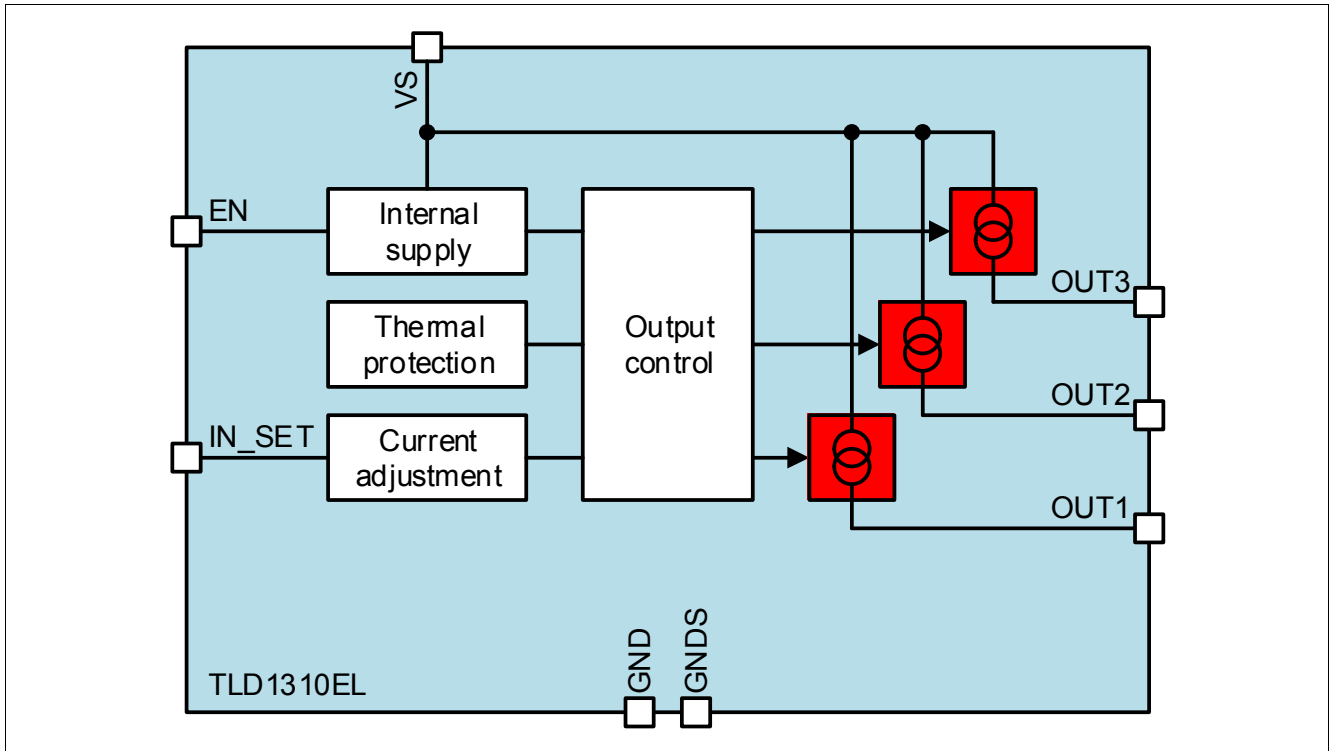 VS
EN
Internal
supply
Thermal
protection
Output
control
OUT3
OUT2
IN_SET
Current
adjustment
OUT1
GND
GNDS
TLD1310EL